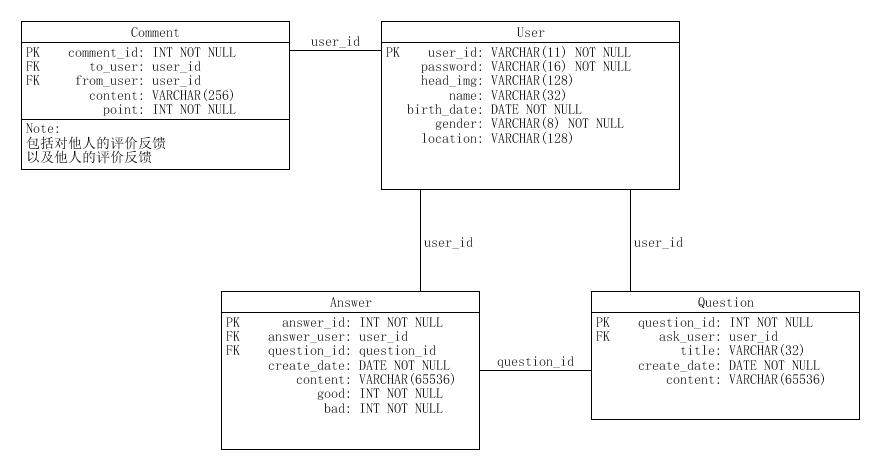 Comment
PK comment_id: INT NOT NULL
FK to_user: user_id
FK from_user: user_id
content: VARCHAR(256)
point: INT NOT NULL
Note:
包括对他人的评价反馈
以及他人的评价反馈
user_id
User
PK user_id: VARCHAR(11) NOT NULL
password: VARCHAR(16) NOT NULL
head_img: VARCHAR(128)
name: VARCHAR(32)
birth_date: DATE NOT NULL
gender: VARCHAR(8) NOT NULL
location: VARCHAR(128)
user_id
user_id
Answer
PK answer_id: INT NOT NULL
FK answer_user: user_id
FK question_id: question_id
create_date: DATE NOT NULL
content: VARCHAR(65536)
good: INT NOT NULL
bad: INT NOT NULL
question_id
Question
PK question_id: INT NOT NULL
FK ask_user: user_id
title: VARCHAR(32)
create_date: DATE NOT NULL
content: VARCHAR(65536)